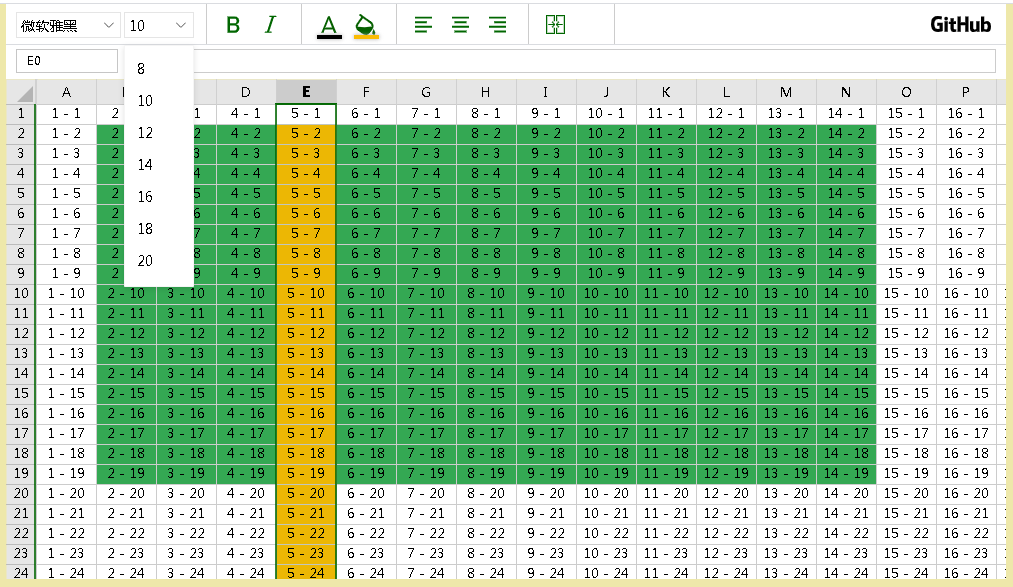 微软雅黑 10 B I A GitHub
E0
8
10
12
14
16
18
20
A D E F G H I J K L M N O P
1 1 - 1 2 1 4 - 1 5 - 1 6 - 1 7 - 1 8 - 1 9 - 1 10 - 1 11 - 1 12 - 1 13 - 1 14 - 1 15 - 1 16 - 1
2 1 - 2 2 2 4 - 2 5 - 2 6 - 2 7 - 2 8 - 2 9 - 2 10 - 2 11 - 2 12 - 2 13 - 2 14 - 2 15 - 2 16 - 2
3 1 - 3 2 3 4 - 3 5 - 3 6 - 3 7 - 3 8 - 3 9 - 3 10 - 3 11 - 3 12 - 3 13 - 3 14 - 3 15 - 3 16 - 3
4 1 - 4 2 4 4 - 4 5 - 4 6 - 4 7 - 4 8 - 4 9 - 4 10 - 4 11 - 4 12 - 4 13 - 4 14 - 4 15 - 4 16 - 4
5 1 - 5 2 5 4 - 5 5 - 5 6 - 5 7 - 5 8 - 5 9 - 5 10 - 5 11 - 5 12 - 5 13 - 5 14 - 5 15 - 5 16 - 5
6 1 - 6 2 6 4 - 6 5 - 6 6 - 6 7 - 6 8 - 6 9 - 6 10 - 6 11 - 6 12 - 6 13 - 6 14 - 6 15 - 6 16 - 6
7 1 - 7 2 7 4 - 7 5 - 7 6 - 7 7 - 7 8 - 7 9 - 7 10 - 7 11 - 7 12 - 7 13 - 7 14 - 7 15 - 7 16 - 7
8 1 - 8 2 8 4 - 8 5 - 8 6 - 8 7 - 8 8 - 8 9 - 8 10 - 8 11 - 8 12 - 8 13 - 8 14 - 8 15 - 8 16 - 8
9 1 - 9 2 9 4 - 9 5 - 9 6 - 9 7 - 9 8 - 9 9 - 9 10 - 9 11 - 9 12 - 9 13 - 9 14 - 9 15 - 9 16 - 9
10 1 - 10 2 - 10 3 - 10 4 - 10 5 - 10 6 - 10 7 - 10 8 - 10 9 - 10 10 - 10 11 - 10 12 - 10 13 - 10 14 - 10 15 - 10 16 - 10
11 1 - 11 2 - 11 3 - 11 4 - 11 5 - 11 6 - 11 7 - 11 8 - 11 9 - 11 10 - 11 11 - 11 12 - 11 13 - 11 14 - 11 15 - 11 16 - 11
12 1 - 12 2 - 12 3 - 12 4 - 12 5 - 12 6 - 12 7 - 12 8 - 12 9 - 12 10 - 12 11 - 12 12 - 12 13 - 12 14 - 12 15 - 12 16 - 12
13 1 - 13 2 - 13 3 - 13 4 - 13 5 - 13 6 - 13 7 - 13 8 - 13 9 - 13 10 - 13 11 - 13 12 - 13 13 - 13 14 - 13 15 - 13 16 - 13
14 1 - 14 2 - 14 3 - 14 4 - 14 5 - 14 6 - 14 7 - 14 8 - 14 9 - 14 10 - 14 11 - 14 12 - 14 13 - 14 14 - 14 15 - 14 16 - 14
15 1 - 15 2 - 15 3 - 15 4 - 15 5 - 15 6 - 15 7 - 15 8 - 15 9 - 15 10 - 15 11 - 15 12 - 15 13 - 15 14 - 15 15 - 15 16 - 15
16 1 - 16 2 - 16 3 - 16 4 - 16 5 - 16 6 - 16 7 - 16 8 - 16 9 - 16 10 - 16 11 - 16 12 - 16 13 - 16 14 - 16 15 - 16 16 - 16
17 1 - 17 2 - 17 3 - 17 4 - 17 5 - 17 6 - 17 7 - 17 8 - 17 9 - 17 10 - 17 11 - 17 12 - 17 13 - 17 14 - 17 15 - 17 16 - 17
18 1 - 18 2 - 18 3 - 18 4 - 18 5 - 18 6 - 18 7 - 18 8 - 18 9 - 18 10 - 18 11 - 18 12 - 18 13 - 18 14 - 18 15 - 18 16 - 18
19 1 - 19 2 - 19 3 - 19 4 - 19 5 - 19 6 - 19 7 - 19 8 - 19 9 - 19 10 - 19 11 - 19 12 - 19 13 - 19 14 - 19 15 - 19 16 - 19
20 1 - 20 2 - 20 3 - 20 4 - 20 5 - 20 6 - 20 7 - 20 8 - 20 9 - 20 10 - 20 11 - 20 12 - 20 13 - 20 14 - 20 15 - 20 16 - 20
21 1 - 21 2 - 21 3 - 21 4 - 21 5 - 21 6 - 21 7 - 21 8 - 21 9 - 21 10 - 21 11 - 21 12 - 21 13 - 21 14 - 21 15 - 21 16 - 21
22 1 - 22 2 - 22 3 - 22 4 - 22 5 - 22 6 - 22 7 - 22 8 - 22 9 - 22 10 - 22 11 - 22 12 - 22 13 - 22 14 - 22 15 - 22 16 - 22
23 1 - 23 2 - 23 3 - 23 4 - 23 5 - 23 6 - 23 7 - 23 8 - 23 9 - 23 10 - 23 11 - 23 12 - 23 13 - 23 14 - 23 15 - 23 16 - 23
24 1 - 24 2 - 24 3 - 24 4 - 24 5 - 24 6 - 24 7 - 24 8 - 24 9 - 24 10 - 24 11 - 24 12 - 24 13 - 24 14 - 24 15 - 24 16 - 24